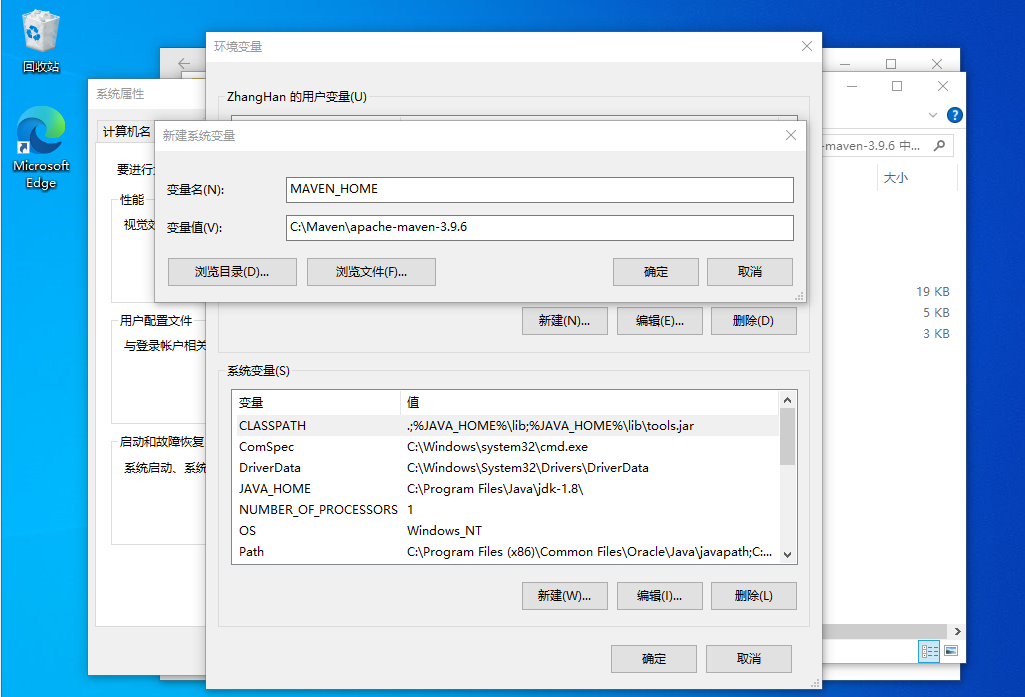 回收站
Microsoft
Edge
环境变量
系统属性
ZhangHan 的用户变量(U)
计算机名
新建系统变量
-maven-3.9.6 中...
大小
要进行
变量名(N):
MAVEN_HOME
性能
变量值(V):
C:\Maven\apache-maven-3.9.6
视觉效
浏览目录(D)...
浏览文件(F)...
确定
取消
19 KB
5 KB
3 KB
用户配置文件
新建(N)...
编辑(E)...
删除(D)
与登录帐户相关
系统变量(S)
变量
值
CLASSPATH
.;%JAVA_HOME%\lib;%JAVA_HOME%\lib\tools.jar
启动和故障恢复
ComSpec
C:\Windows\system32\cmd.exe
系统启动、系统
DriverData
C:\Windows\System32\Drivers\DriverData
JAVA_HOME
C:\Program Files\Java\jdk-1.8\
NUMBER_OF_PROCESSORS
1
OS
Windows_NT
Path
C:\Program Files (x86)\Common Files\Oracle\Java\javapath;C:...
新建(W)...
编辑(I)...
删除(L)
确定
取消